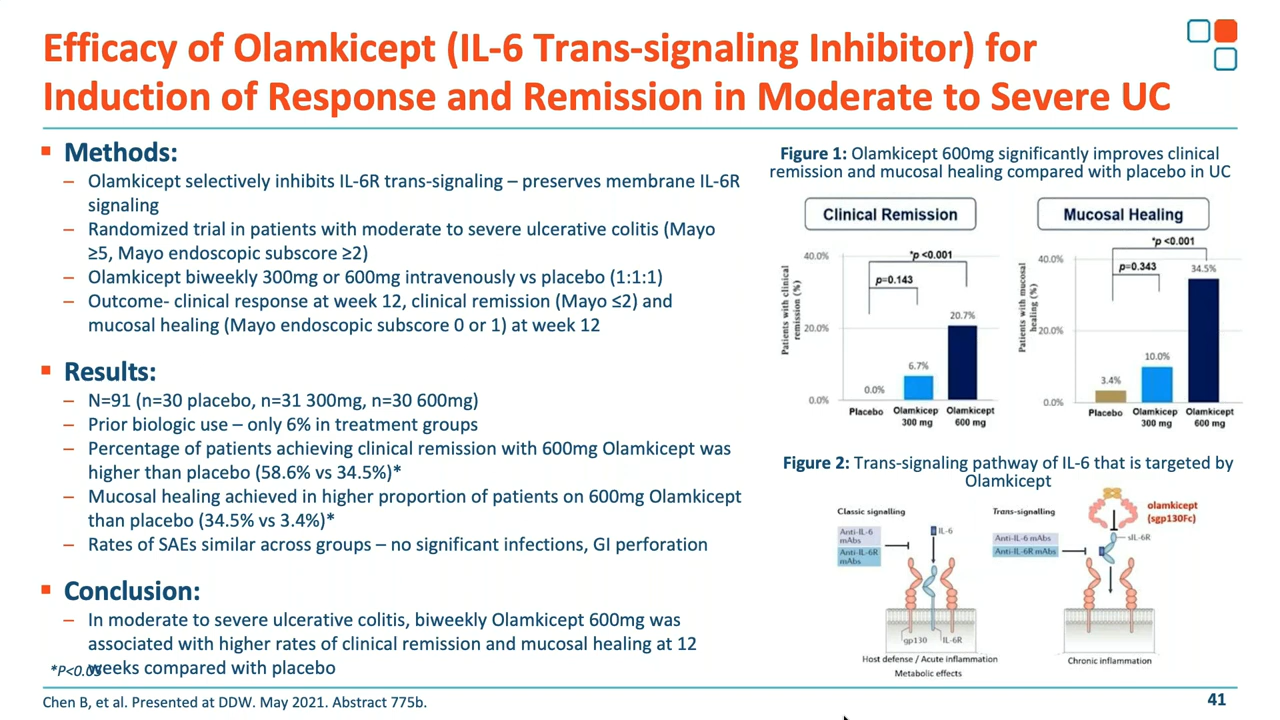 Efficacy of Olamkicept (IL-6 Trans-signaling Inhibitor) for
Induction of Response and Remission in Moderate to Severe UC
Methods:
– Olamkicept selectively inhibits IL-6R trans-signaling – preserves membrane IL-6R
signaling
– Randomized trial in patients with moderate to severe ulcerative colitis (Mayo
≥5, Mayo endoscopic subscore ≥2)
– Olamkicept biweekly 300mg or 600mg intravenously vs placebo (1:1:1)
– Outcome- clinical response at week 12, clinical remission (Mayo ≤2) and
mucosal healing (Mayo endoscopic subscore 0 or 1) at week 12
Results:
– N=91 (n=30 placebo, n=31 300mg, n=30 600mg)
– Prior biologic use – only 6% in treatment groups
– Percentage of patients achieving clinical remission with 600mg Olamkicept was
higher than placebo (58.6% vs 34.5%)*
– Mucosal healing achieved in higher proportion of patients on 600mg Olamkicept
than placebo (34.5% vs 3.4%)*
– Rates of SAEs similar across groups – no significant infections, GI perforation
Conclusion:
– In moderate to severe ulcerative colitis, biweekly Olamkicept 600mg was
associated with higher rates of clinical remission and mucosal healing at 12
weeks compared with placebo
*P<0.05
Figure 1: Olamkicept 600mg significantly improves clinical
remission and mucosal healing compared with placebo in UC
Clinical Remission
*p <0.001
p=0.143
Patients with clinical
remission (%)
40.0%
20.0%
0.0%
0.0%
6.7%
20.7%
Placebo
Olamkicep
300 mg
Olamkicept
600 mg
Mucosal Healing
*p <0.001
p=0.343
Patients with mucosal
healing (%)
40.0%
20.0%
0.0%
3.4%
10.0%
34.5%
Placebo
Olamkicep
300 mg
Olamkicept
600 mg
Figure 2: Trans-signaling pathway of IL-6 that is targeted by
Olamkicept
Classic signalling
Anti-IL-6
mAbs
Anti-IL-6R
mAbs
IL-6
gp130
IL-6R
Host defense / Acute inflammation
Metabolic effects
Trans-signalling
Anti-IL-6 mAbs
Anti-IL-6R mAbs
olamkicept
(sgp130Fc)
sIL-6R
Chronic inflammation
Chen B, et al. Presented at DDW. May 2021. Abstract 775b.
41